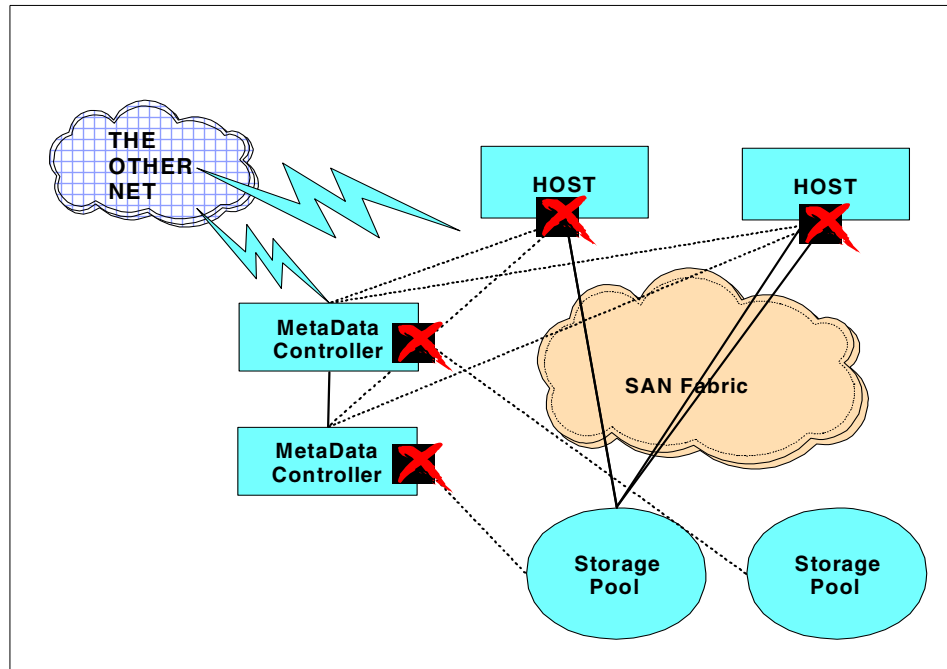 THE
OTHER
NET
HOST
HOST
MetaData
Controller
SAN Fabric
MetaData
Controller
Storage
Pool
Storage
Pool